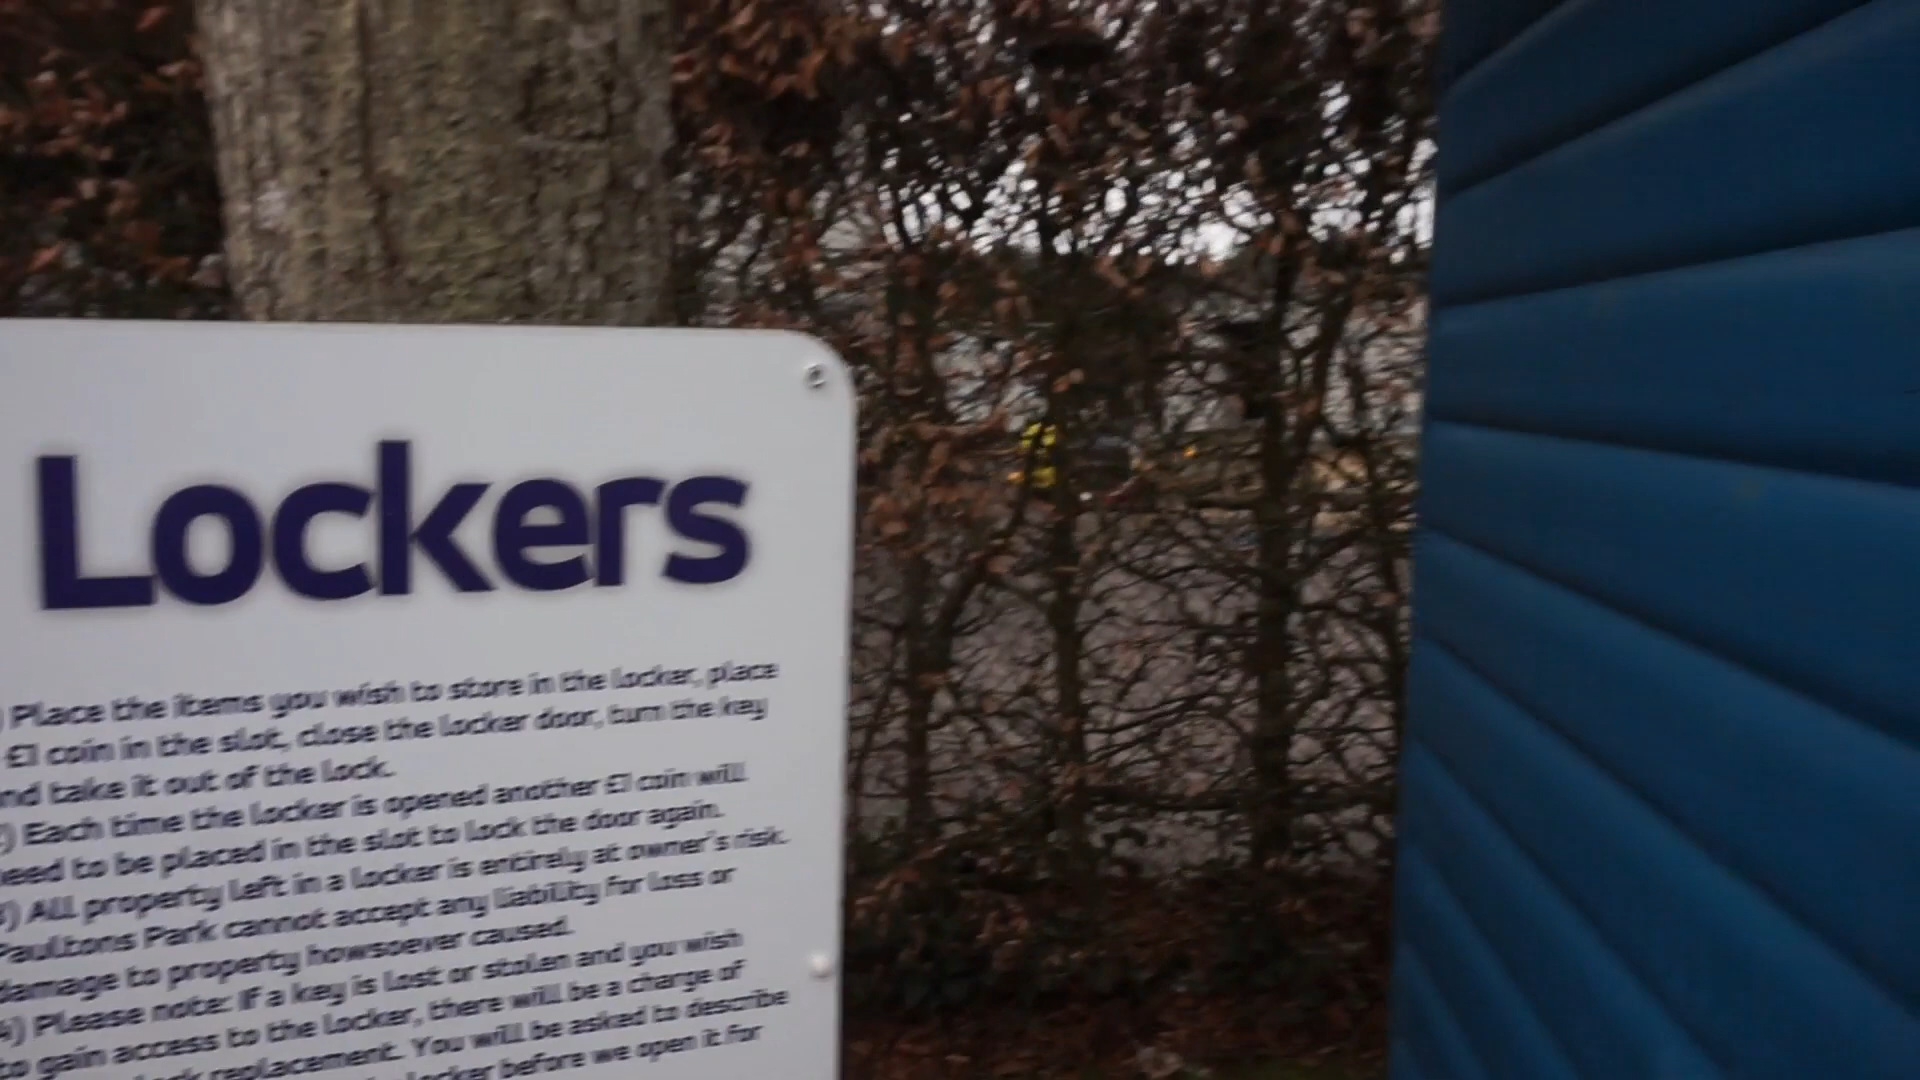 Lockers
) Place the items you wish to store in the locker, place
£1 coin in the slot, close the locker door, turn the key
nd take it out of the lock.
) Each time the locker is opened another £1 coin will
eed to be placed in the slot to lock the door again.
3) All property left in a locker is entirely at owner's risk.
Paultons Park cannot accept any liability for loss or
damage to property howsoever caused.
4) Please note: If a key is lost or stolen and you wish
to gain access to the locker, there will be a charge of
replacement. You will be asked to describe
locker before we open it for